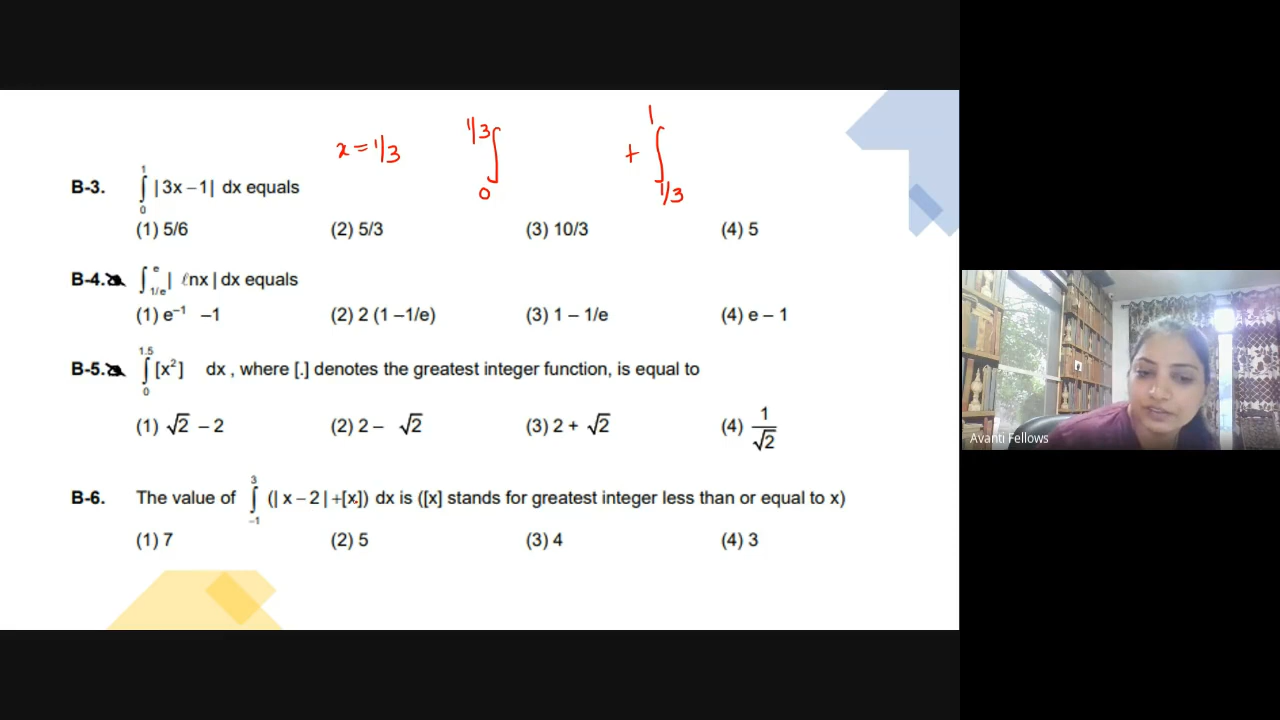 x = 1/3 ∫₀^1/3 + ∫_1/3^1
B-3. ∫₀¹ | 3x – 1 | dx equals
(1) 5/6 (2) 5/3 (3) 10/3 (4) 5
B-4. ∫_1/e^e | ℓnx | dx equals
(1) e⁻¹ –1 (2) 2 (1 –1/e) (3) 1 – 1/e (4) e – 1
B-5. ∫₀^1.5 [x²] dx , where [.] denotes the greatest integer function, is equal to
(1) √2 – 2 (2) 2 – √2 (3) 2 + √2 (4) 1/√2
B-6. The value of ∫₋₁³ (| x – 2 | +[x]) dx is ([x] stands for greatest integer less than or equal to x)
(1) 7 (2) 5 (3) 4 (4) 3
Avanti Fellows